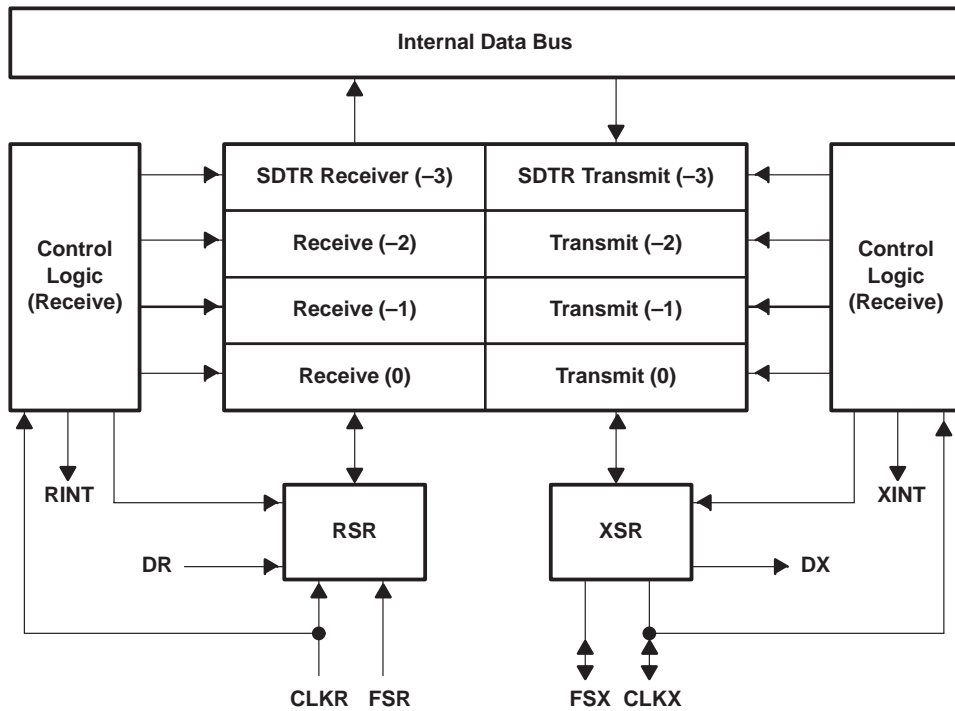 Internal Data Bus
SDTR Receiver (–3)
SDTR Transmit (–3)
Control
Logic
(Receive)
Receive (–2)
Transmit (–2)
Control
Logic
(Receive)
Receive (–1)
Transmit (–1)
Receive (0)
Transmit (0)
RINT
RSR
XSR
XINT
DR
DX
CLKR
FSR
FSX
CLKX